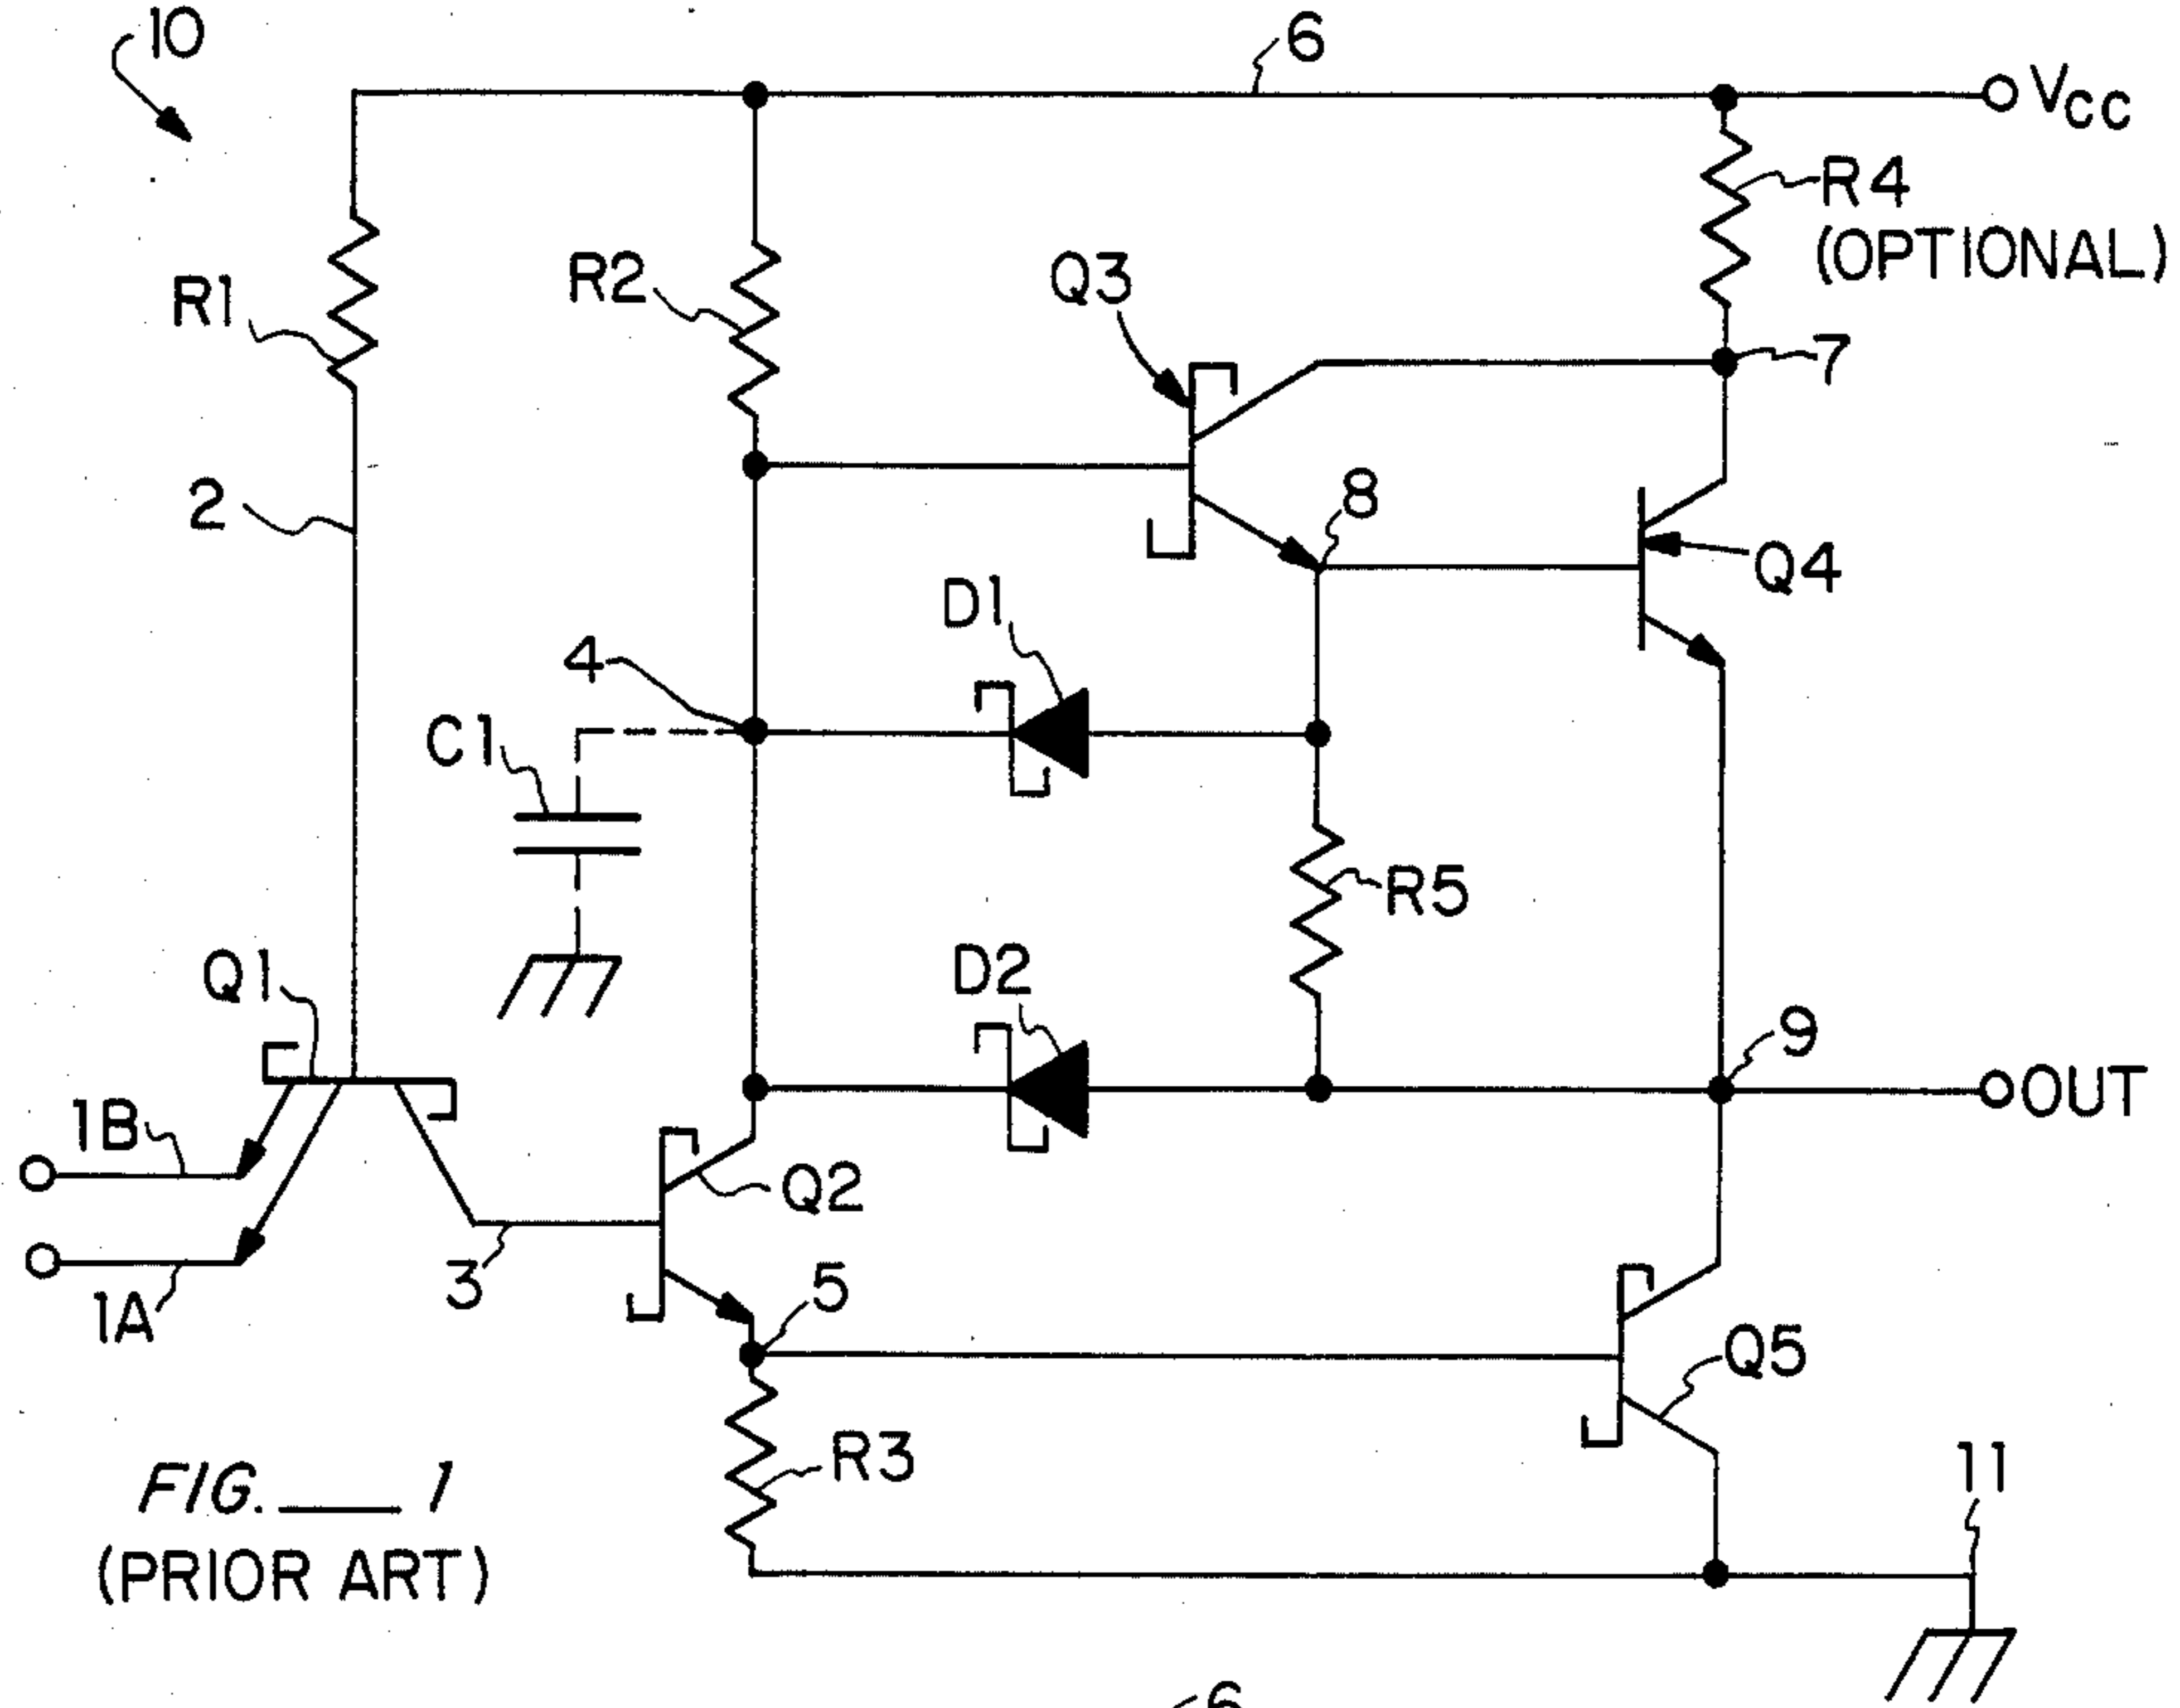 10
6
VCC
R4
(OPTIONAL)
R1
R2
Q3
7
2
8
Q4
D1
4
C1
R5
Q1
D2
9
OUT
1B
Q2
3
5
1A
Q5
R3
11
FIG. 1
(PRIOR ART)
6